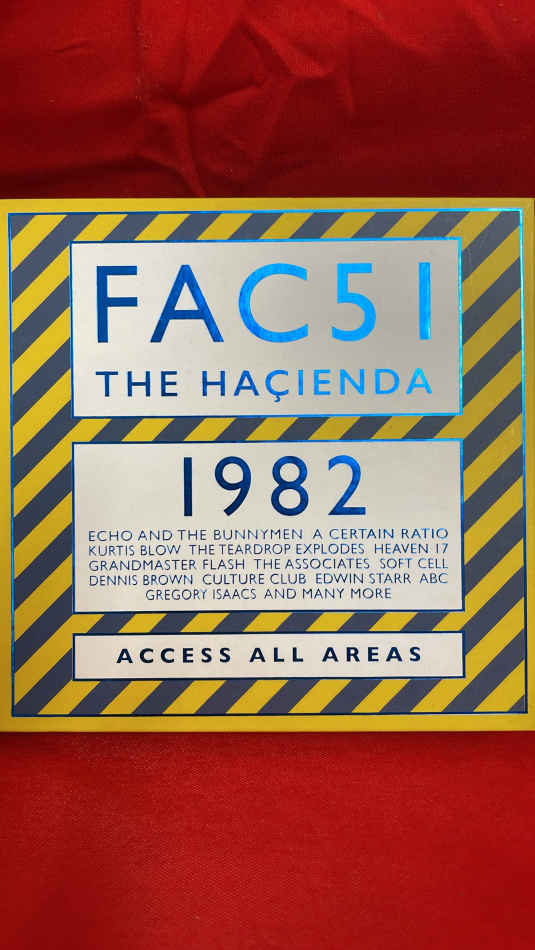 FAC51
THE HAÇIENDA
1982
ECHO AND THE BUNNYMEN A CERTAIN RATIO
KURTIS BLOW THE TEARDROP EXPLODES HEAVEN 17
GRANDMASTER FLASH THE ASSOCIATES SOFT CELL
DENNIS BROWN CULTURE CLUB EDWIN STARR ABC
GREGORY ISAACS AND MANY MORE
ACCESS ALL AREAS